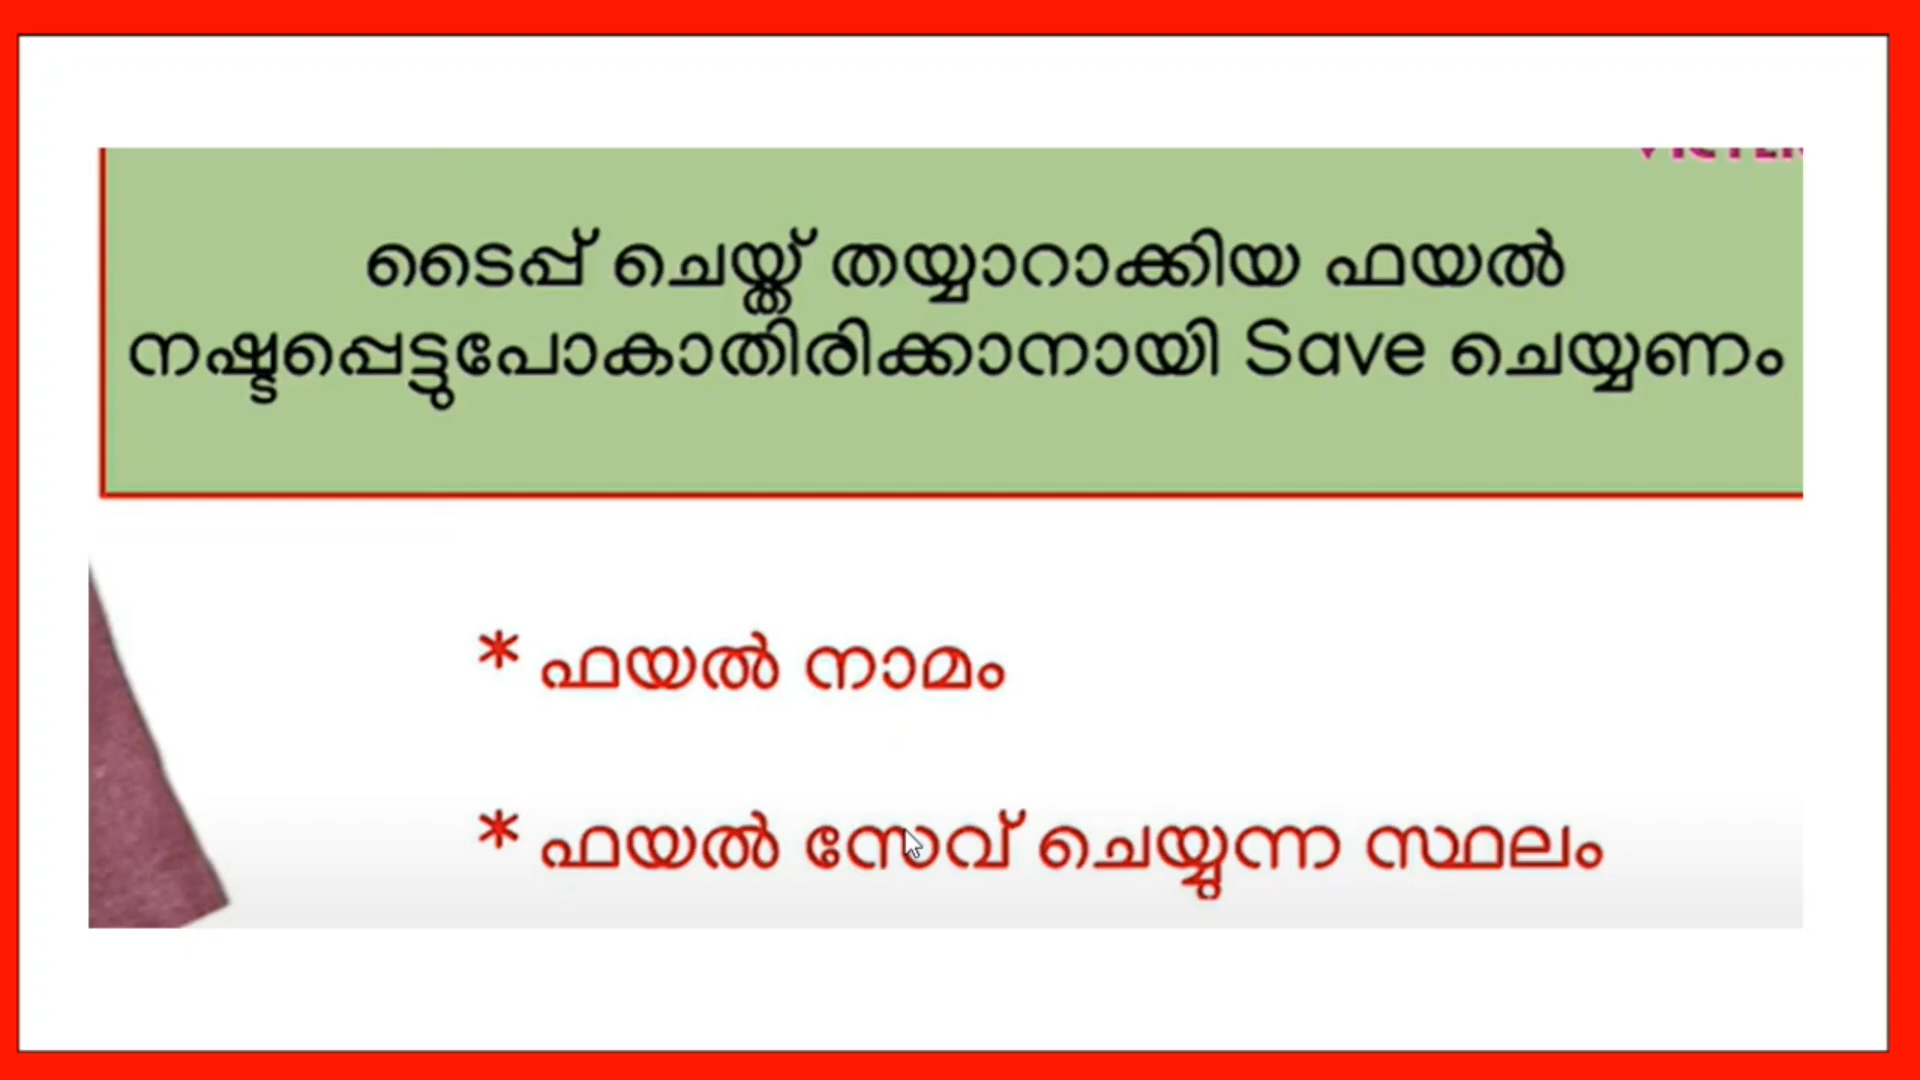 ടൈപ്പ് ചെയ്ത് തയ്യാറാക്കിയ ഫയൽ
നഷ്ടപ്പെട്ടുപോകാതിരിക്കാനായി Save ചെയ്യണം
* ഫയൽ നാമം
* ഫയൽ സേവ് ചെയ്യുന്ന സ്ഥലം